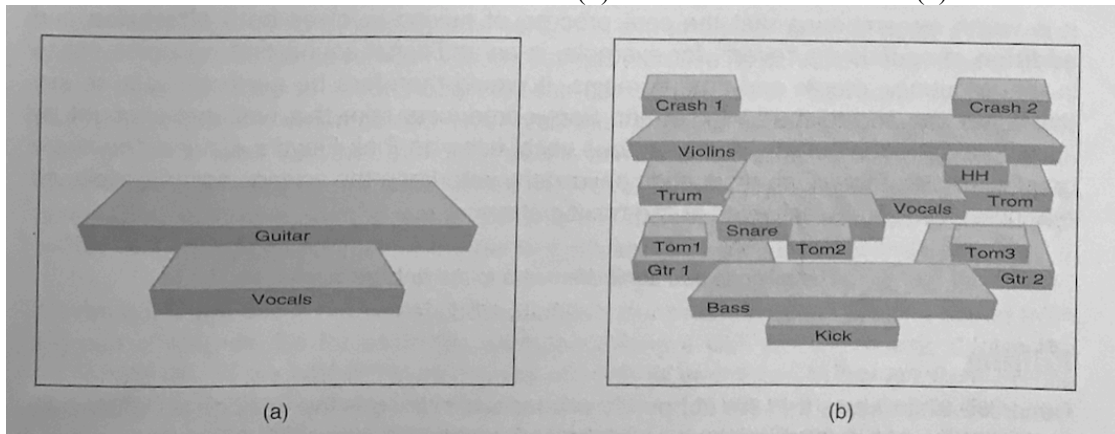 Guitar
Vocals
(a)
Crash 1
Crash 2
Violins
HH
Trum
Vocals
Trom
Snare
Tom1
Tom2
Tom3
Gtr 1
Gtr 2
Bass
Kick
(b)